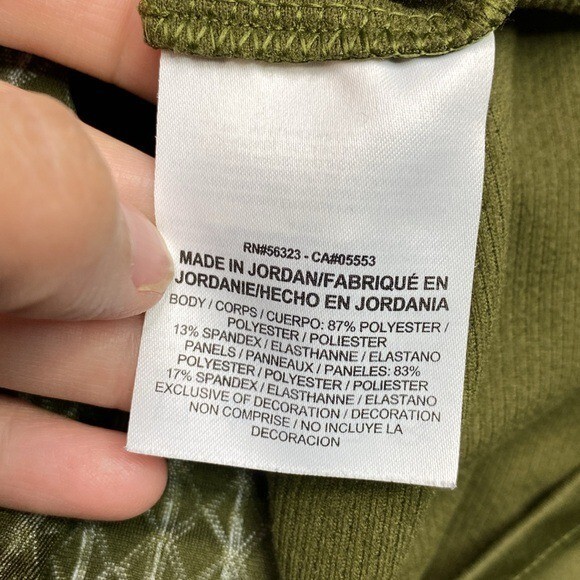 RN#56323 - CA#05553
MADE IN JORDAN/FABRIQUÉ EN
JORDANIE/HECHO EN JORDANIA
BODY / CORPS / CUERPO: 87% POLYESTER /
POLYESTER / POLIESTER
13% SPANDEX / ELASTHANNE / ELASTANO
PANELS / PANNEAUX / PANELES: 83%
POLYESTER / POLYESTER / POLIESTER
17% SPANDEX / ELASTHANNE / ELASTANO
EXCLUSIVE OF DECORATION / DECORATION
NON COMPRISE / NO INCLUYE LA
DECORACIÓN